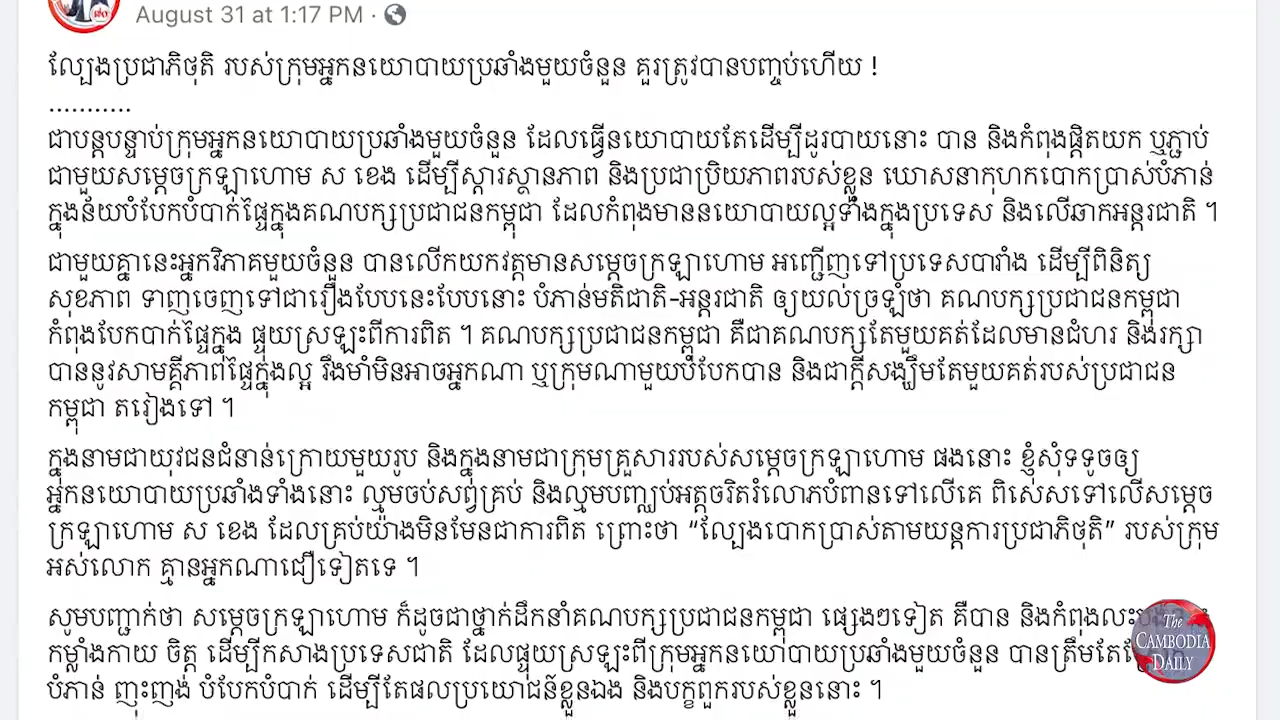 August 31 at 1:17 PM ·
ល្បែងប្រជាភិថុតិ របស់ក្រុមអ្នកនយោបាយប្រឆាំងមួយចំនួន គួរត្រូវបានបញ្ចប់ហើយ !
...........
ជាបន្តបន្ទាប់ក្រុមអ្នកនយោបាយប្រឆាំងមួយចំនួន ដែលធ្វើនយោបាយតែដើម្បីដូរបាយនោះ បាន និងកំពុងផ្តិតយក ឬភ្ជាប់
ជាមួយសម្តេចក្រឡាហោម ស ខេង ដើម្បីស្តារស្ថានភាព និងប្រជាប្រិយភាពរបស់ខ្លួន ឃោសនាកុហកបោកប្រាស់បំភាន់
ក្នុងន័យបំបែកបំបាក់ផ្ទៃក្នុងគណបក្សប្រជាជនកម្ពុជា ដែលកំពុងមាននយោបាយល្អទាំងក្នុងប្រទេស និងលើឆាកអន្តរជាតិ ។
ជាមួយគ្នានេះអ្នកវិភាគមួយចំនួន បានលើកយកវត្តមានសម្តេចក្រឡាហោម អញ្ជើញទៅប្រទេសបារាំង ដើម្បីពិនិត្យ
សុខភាព ទាញចេញទៅជារឿងបែបនេះបែបនោះ បំភាន់មតិជាតិ-អន្តរជាតិ ឲ្យយល់ច្រឡំថា គណបក្សប្រជាជនកម្ពុជា
កំពុងបែកបាក់ផ្ទៃក្នុង ផ្ទុយស្រឡះពីការពិត ។ គណបក្សប្រជាជនកម្ពុជា គឺជាគណបក្សតែមួយគត់ដែលមានជំហរ និងរក្សា
បាននូវសាមគ្គីភាពផ្ទៃក្នុងល្អ រឹងមាំមិនអាចអ្នកណា ឬក្រុមណាមួយបំបែកបាន និងជាក្តីសង្ឃឹមតែមួយគត់របស់ប្រជាជន
កម្ពុជា តរៀងទៅ ។
ក្នុងនាមជាយុវជនជំនាន់ក្រោយមួយរូប និងក្នុងនាមជាក្រុមគ្រួសាររបស់សម្តេចក្រឡាហោម ផងនោះ ខ្ញុំសុំទទូចឲ្យ
អ្នកនយោបាយប្រឆាំងទាំងនោះ ល្មមចប់សព្វគ្រប់ និងល្មមបញ្ឈប់អត្តចរិតរំលោភបំពានទៅលើគេ ពិសេសទៅលើសម្តេច
ក្រឡាហោម ស ខេង ដែលគ្រប់យ៉ាងមិនមែនជាការពិត ព្រោះថា “ល្បែងបោកប្រាស់តាមយន្តការប្រជាភិថុតិ” របស់ក្រុម
អស់លោក គ្មានអ្នកណាជឿទៀតទេ ។
សូមបញ្ជាក់ថា សម្តេចក្រឡាហោម ក៏ដូចជាថ្នាក់ដឹកនាំគណបក្សប្រជាជនកម្ពុជា ផ្សេងៗទៀត គឺបាន និងកំពុងលះ
កម្លាំងកាយ ចិត្ត ដើម្បីកសាងប្រទេសជាតិ ដែលផ្ទុយស្រឡះពីក្រុមអ្នកនយោបាយប្រឆាំងមួយចំនួន បានត្រឹមតែ
បំភាន់ ញុះញង់ បំបែកបំបាក់ ដើម្បីតែផលប្រយោជន៍ខ្លួនឯង និងបក្ខពួករបស់ខ្លួននោះ ។
The
CAMBODIA
DAILY